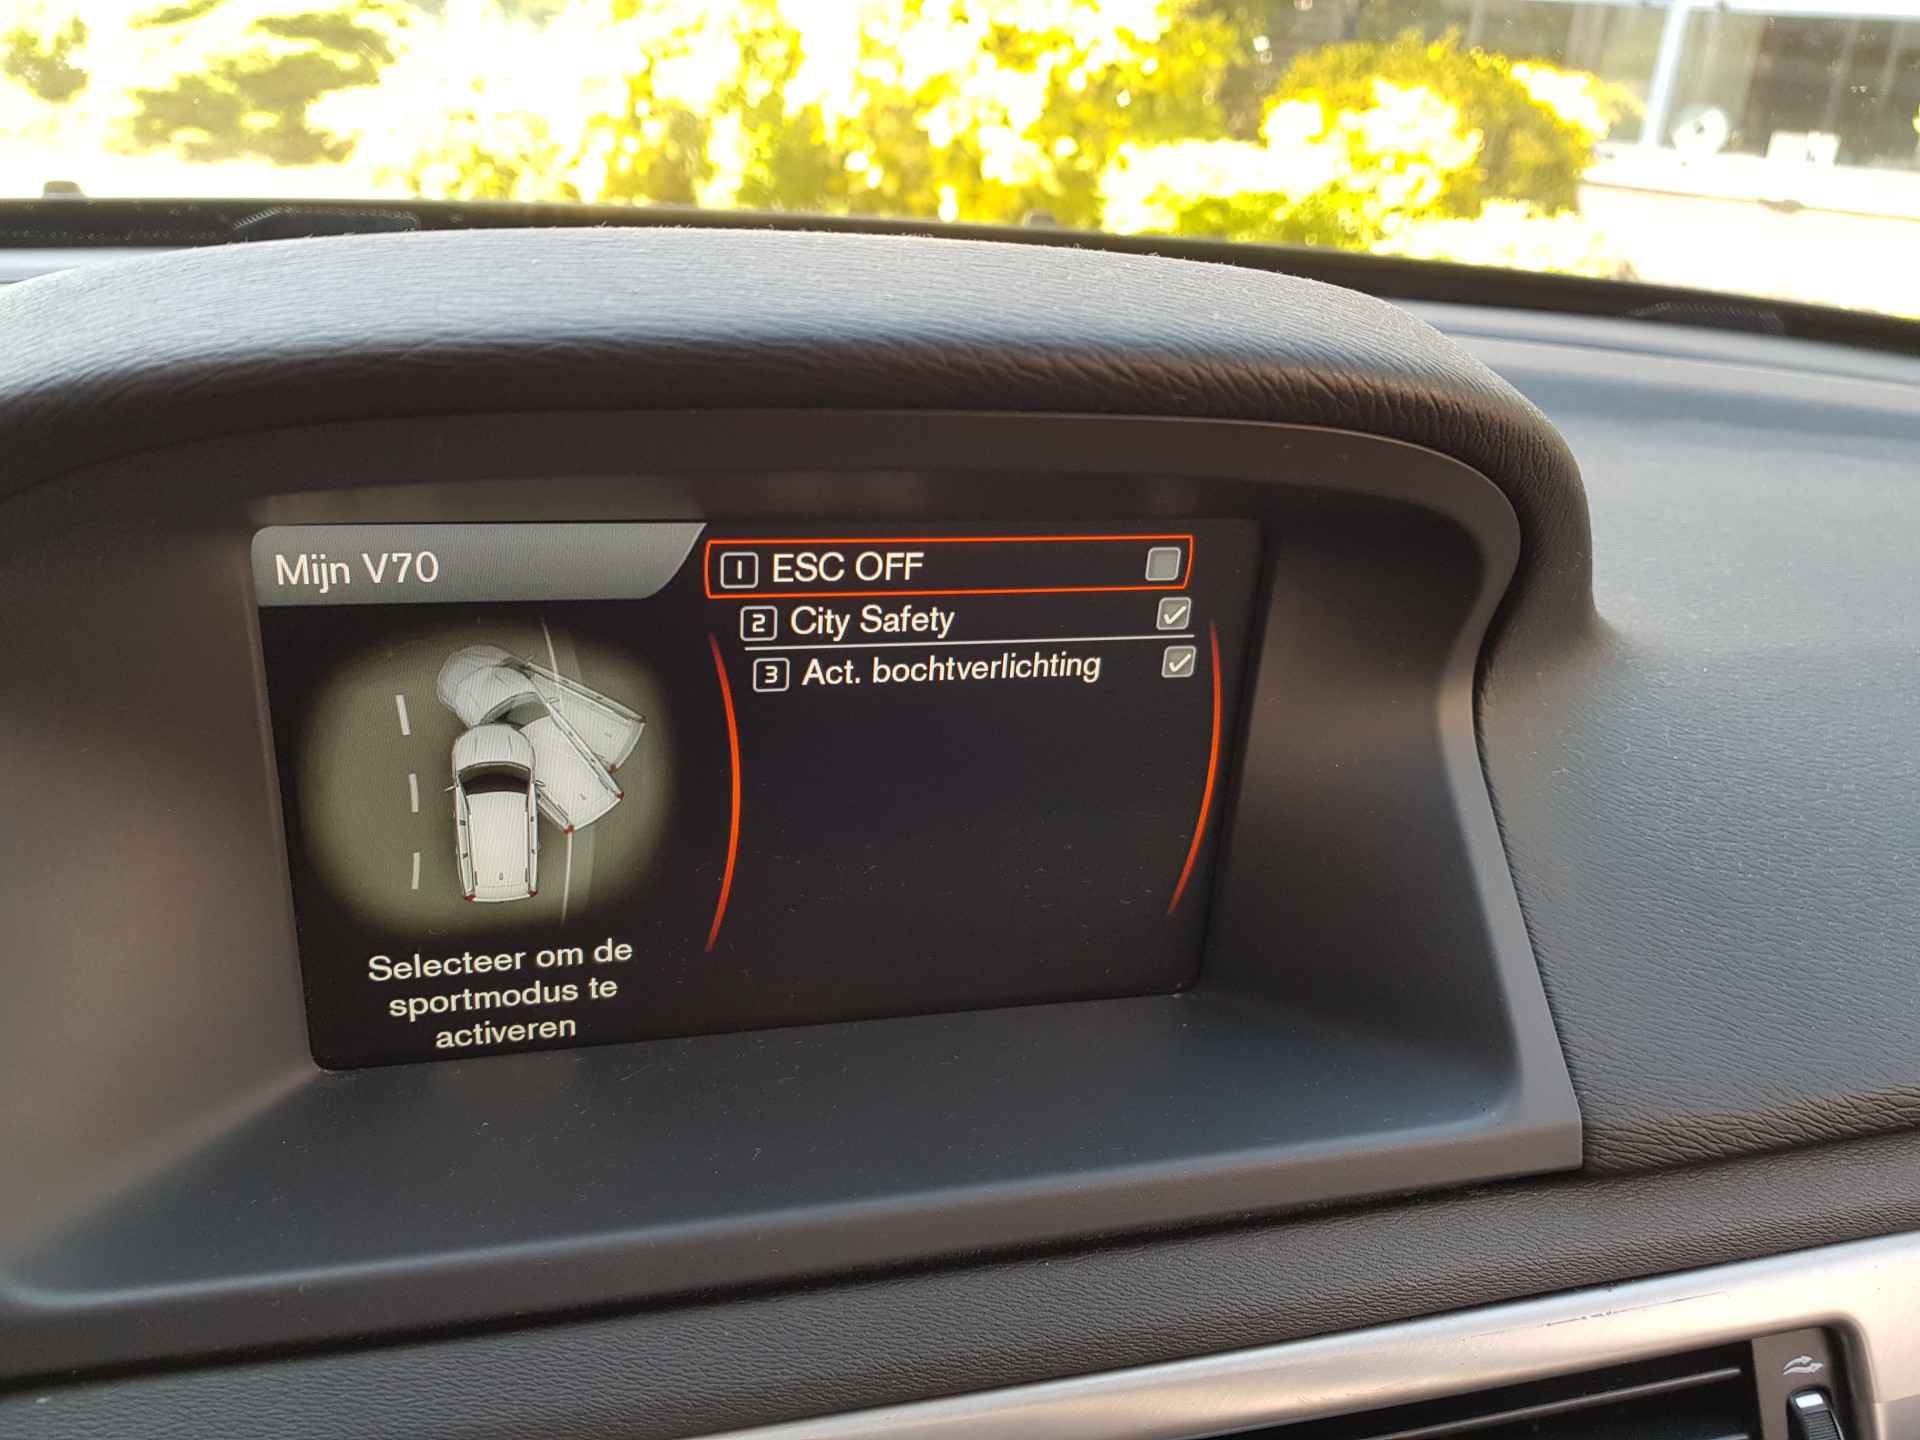 Mijn V70
1 ESC OFF
2 City Safety
3 Act. bochtverlichting
Selecteer om de
sportmodus te
activeren